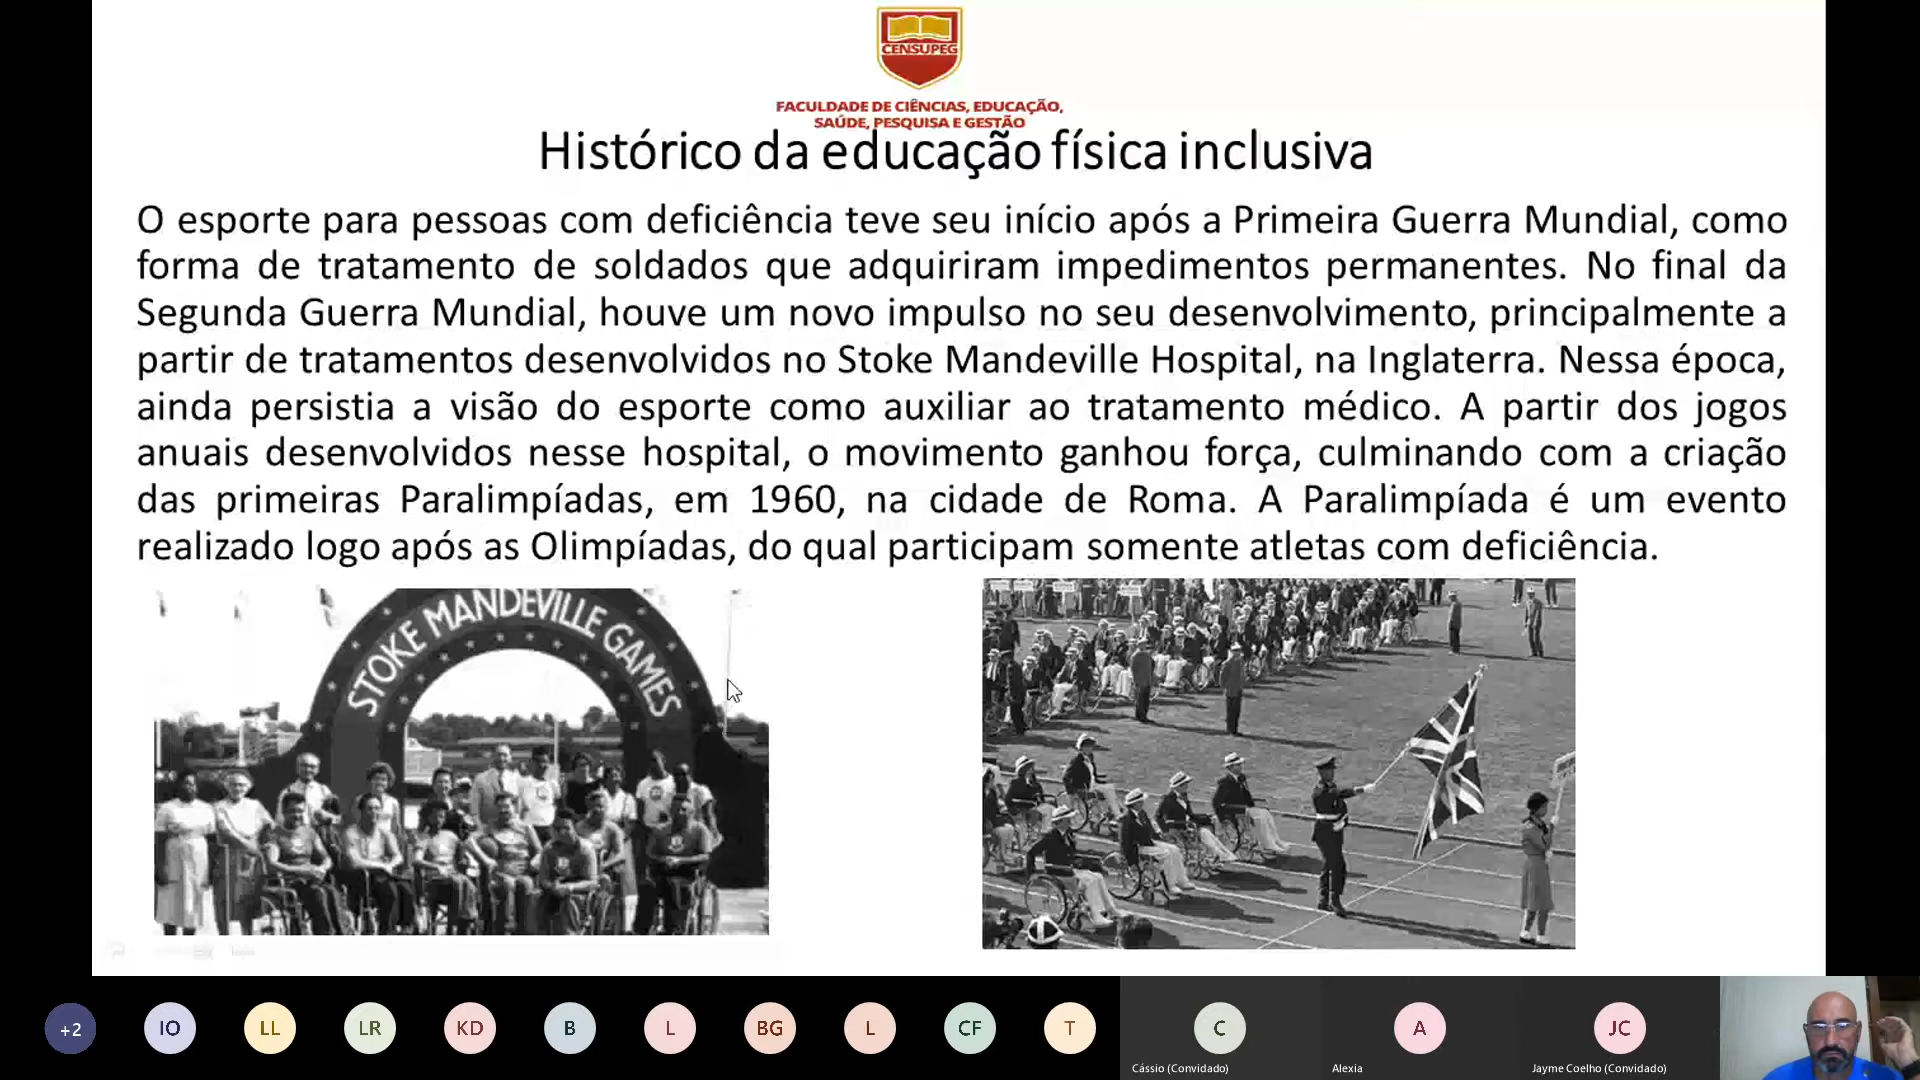 CENSUPEG
FACULDADE DE CIÊNCIAS, EDUCAÇÃO,
SAÚDE, PESQUISA E GESTÃO
Histórico da educação física inclusiva
O esporte para pessoas com deficiência teve seu início após a Primeira Guerra Mundial, como
forma de tratamento de soldados que adquiriram impedimentos permanentes. No final da
Segunda Guerra Mundial, houve um novo impulso no seu desenvolvimento, principalmente a
partir de tratamentos desenvolvidos no Stoke Mandeville Hospital, na Inglaterra. Nessa época,
ainda persistia a visão do esporte como auxiliar ao tratamento médico. A partir dos jogos
anuais desenvolvidos nesse hospital, o movimento ganhou força, culminando com a criação
das primeiras Paralimpíadas, em 1960, na cidade de Roma. A Paralimpíada é um evento
realizado logo após as Olimpíadas, do qual participam somente atletas com deficiência.
STOKE MANDEVILLE GAMES
+2 IO LL LR KD B L BG L CF T C A JC
Cássio (Convidado) Alexia Jayme Coelho (Convidado)